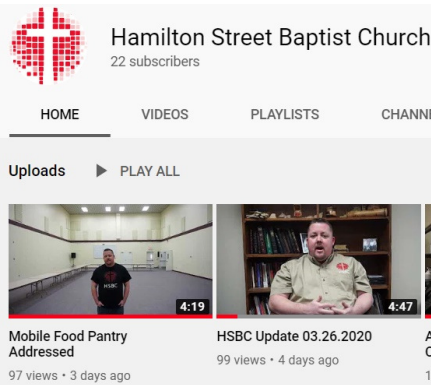 Hamilton Street Baptist Church
22 subscribers
HOME VIDEOS PLAYLISTS CHANNE
Uploads PLAY ALL
HSBC
4:19 4:47
Mobile Food Pantry
Addressed
HSBC Update 03.26.2020
97 views • 3 days ago
99 views • 4 days ago